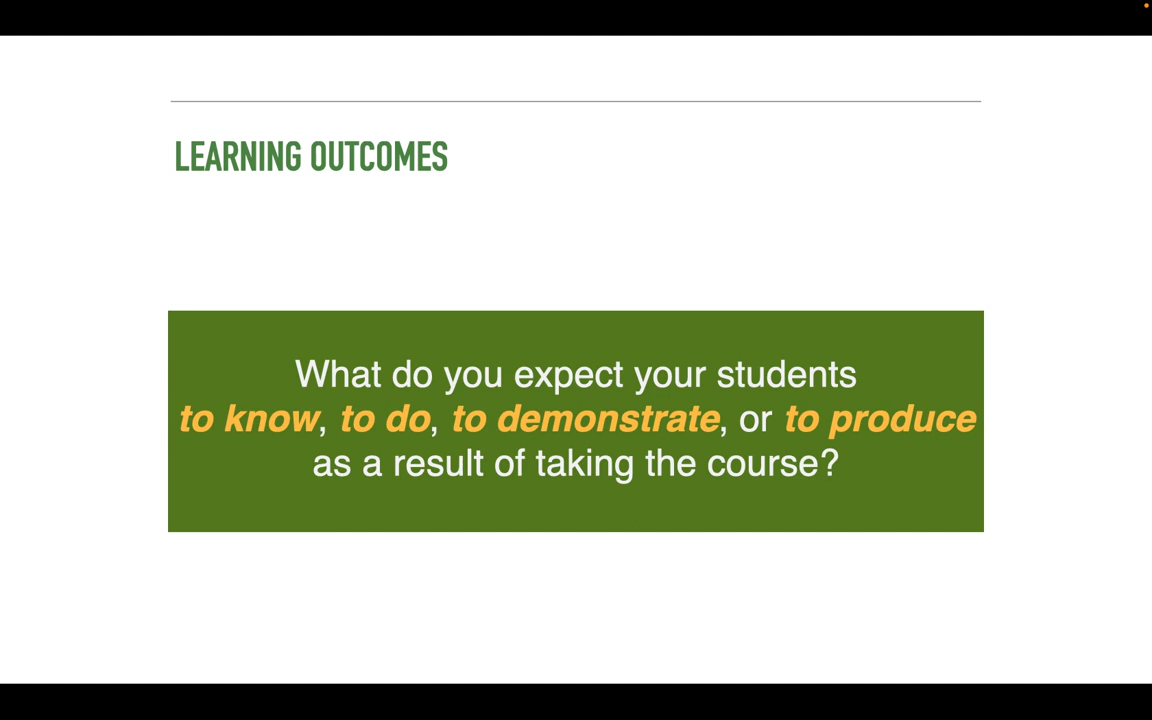 LEARNING OUTCOMES
What do you expect your students
to know, to do, to demonstrate, or to produce
as a result of taking the course?